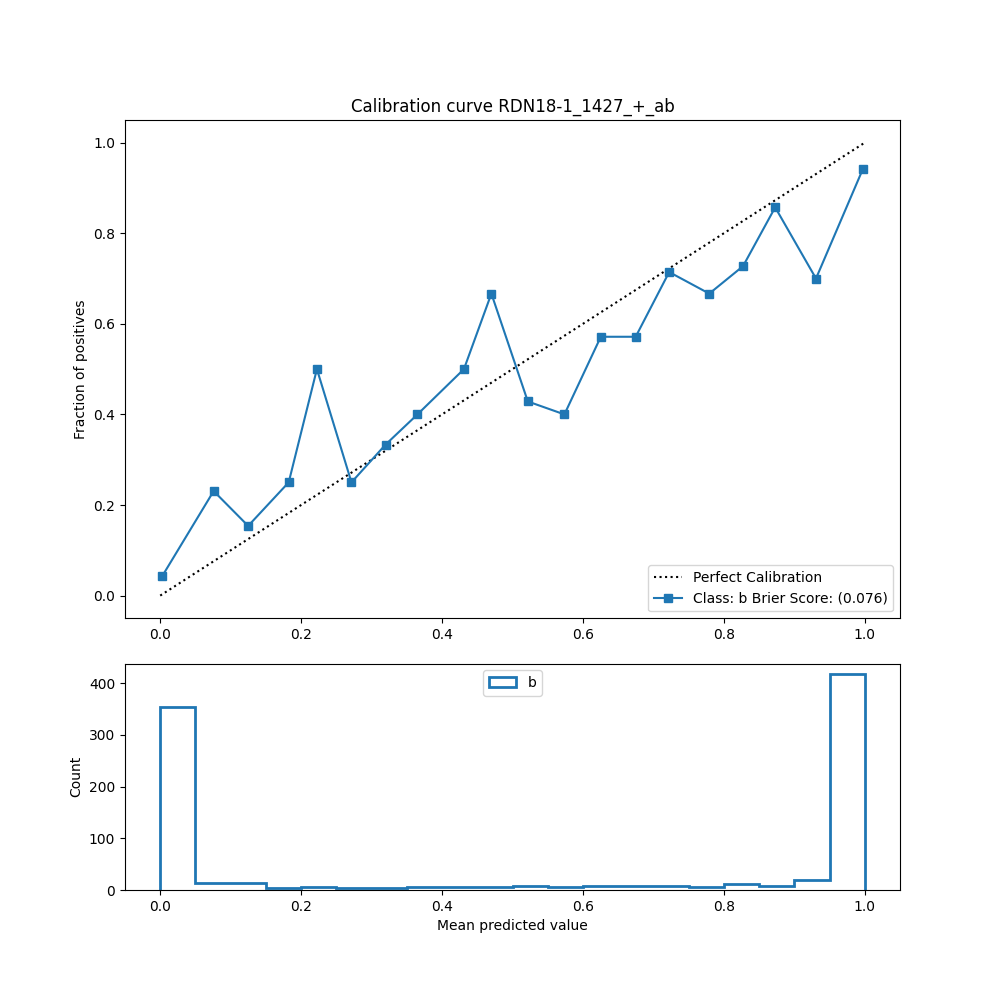 Calibration curve RDN18-1_1427_+_ab
Fraction of positives
1.0
0.8
0.6
0.4
0.2
0.0
Perfect Calibration
Class: b Brier Score: (0.076)
0.0 0.2 0.4 0.6 0.8 1.0
Count
400
300
200
100
0
b
0.0 0.2 0.4 0.6 0.8 1.0
Mean predicted value